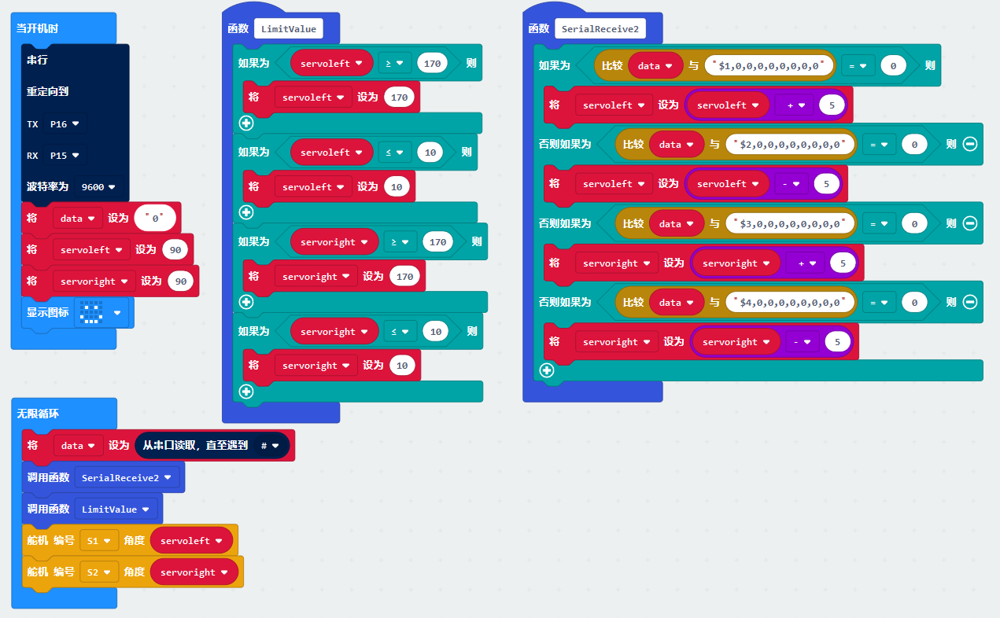 当开机时
串行
重定向到
TX P16
RX P15
波特率为 9600
将 data 设为 "0"
将 servoleft 设为 90
将 servoright 设为 90
显示图标
函数 LimitValue
如果为 servoleft ≥ 170 则
将 servoleft 设为 170
如果为 servoleft ≤ 10 则
将 servoleft 设为 10
如果为 servoright ≥ 170 则
将 servoright 设为 170
如果为 servoright ≤ 10 则
将 servoright 设为 10
函数 SerialReceive2
如果为 比较 data 与 "$1,0,0,0,0,0,0,0,0" = 0 则
将 servoleft 设为 servoleft + 5
否则如果为 比较 data 与 "$2,0,0,0,0,0,0,0,0" = 0 则
将 servoleft 设为 servoleft - 5
否则如果为 比较 data 与 "$3,0,0,0,0,0,0,0,0" = 0 则
将 servoright 设为 servoright + 5
否则如果为 比较 data 与 "$4,0,0,0,0,0,0,0,0" = 0 则
将 servoright 设为 servoright - 5
无限循环
将 data 设为 从串口读取，直至遇到 #
调用函数 SerialReceive2
调用函数 LimitValue
舵机 编号 S1 角度 servoleft
舵机 编号 S2 角度 servoright